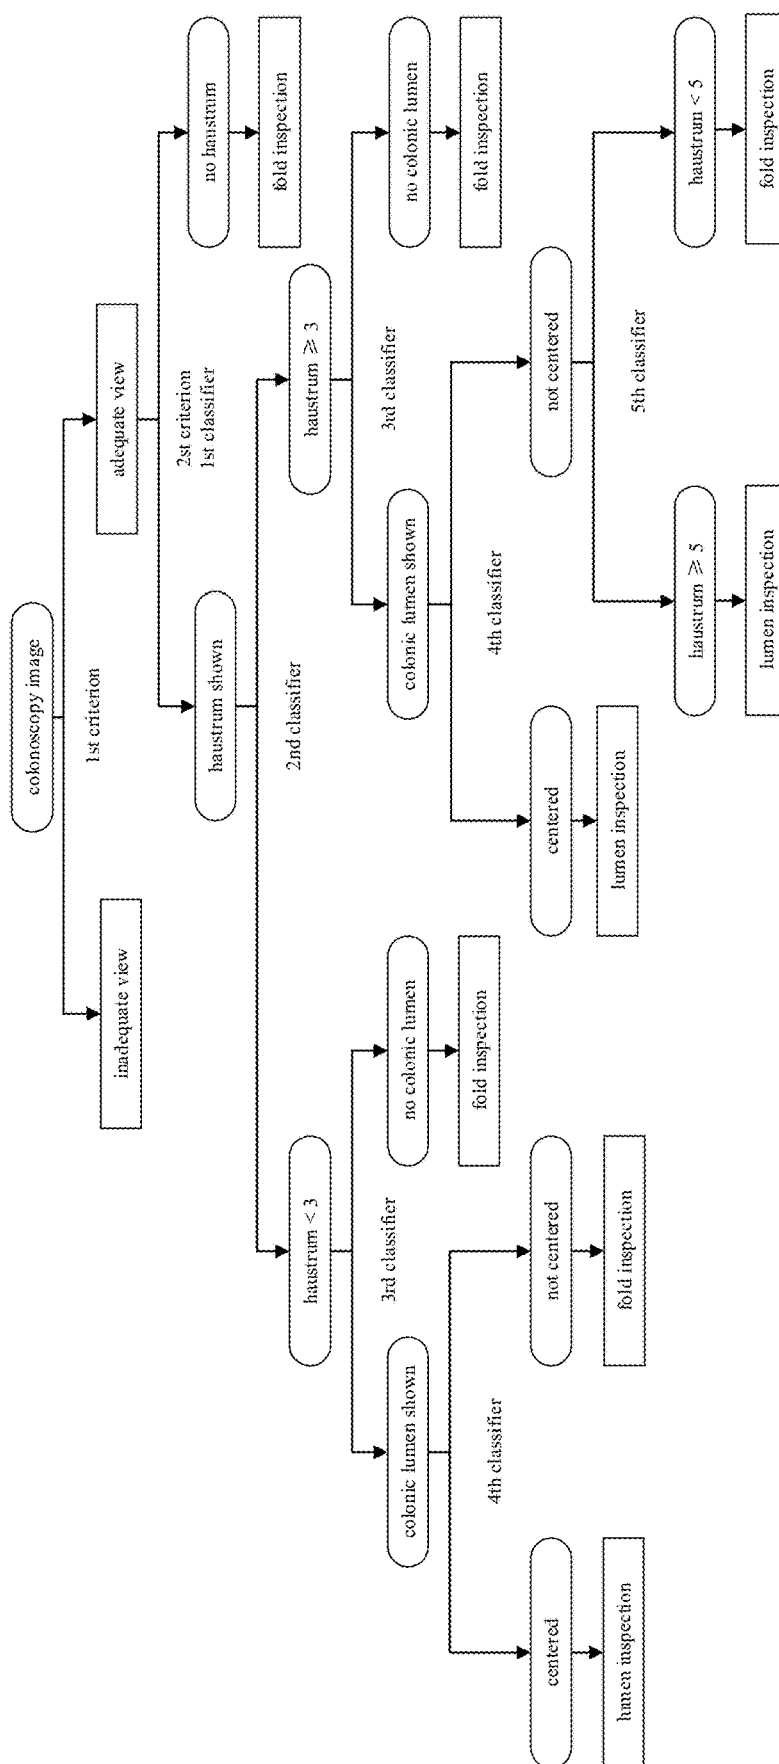 colonoscopy image
1st criterion
inadequate view
adequate view
2st criterion
1st classifier
haustrum shown
no haustrum
fold inspection
2nd classifier
haustrum < 3
haustrum ⩾ 3
3rd classifier
3rd classifier
colonic lumen shown
no colonic lumen
colonic lumen shown
no colonic lumen
fold inspection
fold inspection
4th classifier
4th classifier
centered
not centered
centered
not centered
lumen inspection
fold inspection
lumen inspection
5th classifier
haustrum ⩾ 5
haustrum < 5
lumen inspection
fold inspection